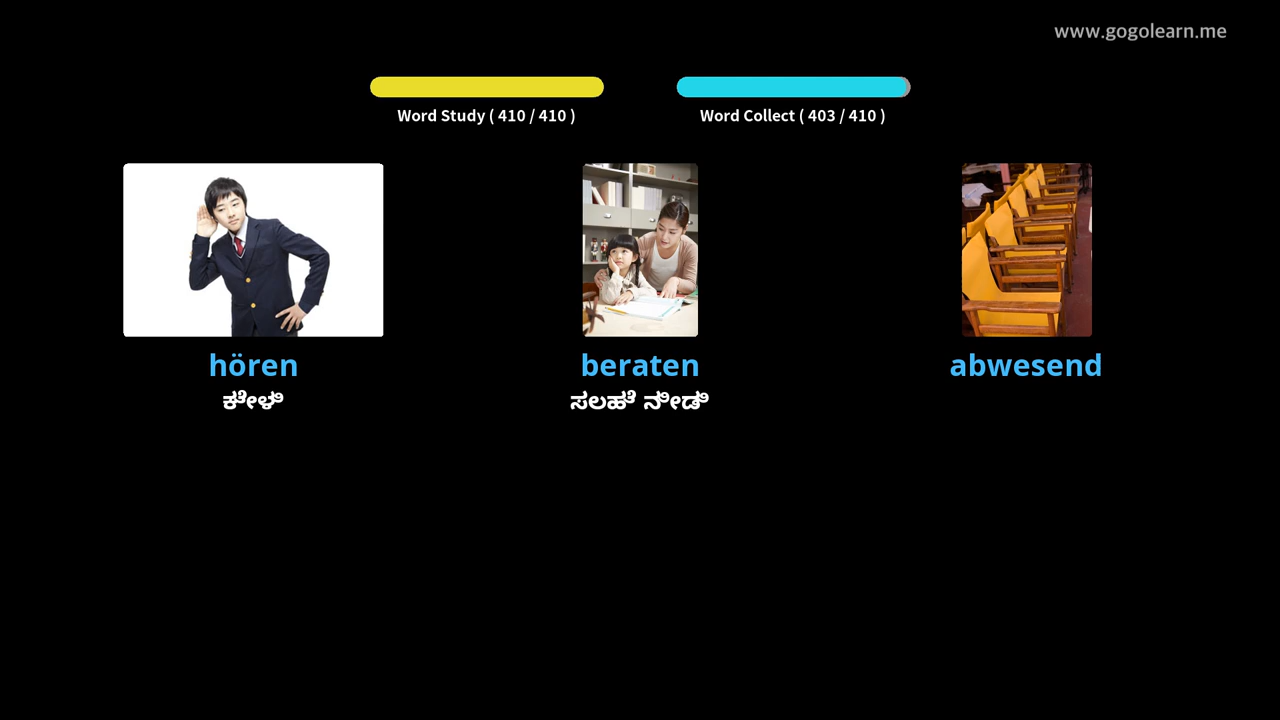 www.gogolearn.me
Word Study ( 410 / 410 )
Word Collect ( 403 / 410 )
hören
ಕೇಳಿ
beraten
ಸಲಹೆ ನೀಡಿ
abwesend